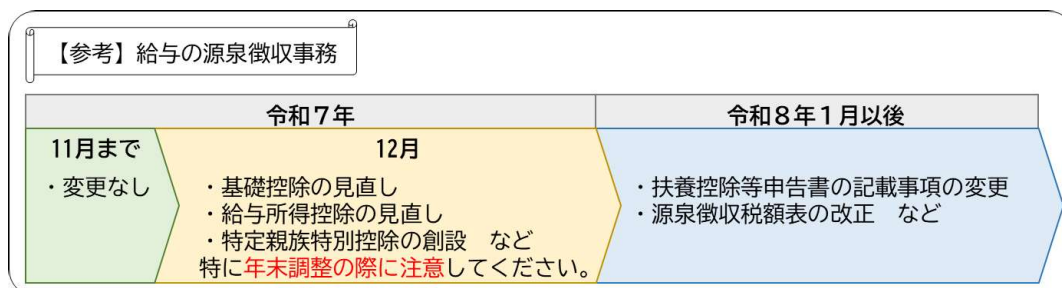 【参考】給与の源泉徴収事務
令和７年
令和８年１月以後
11月まで
12月
・変更なし
・基礎控除の見直し
・給与所得控除の見直し
・特定親族特別控除の創設　など
特に年末調整の際に注意してください。
・扶養控除等申告書の記載事項の変更
・源泉徴収税額表の改正　など